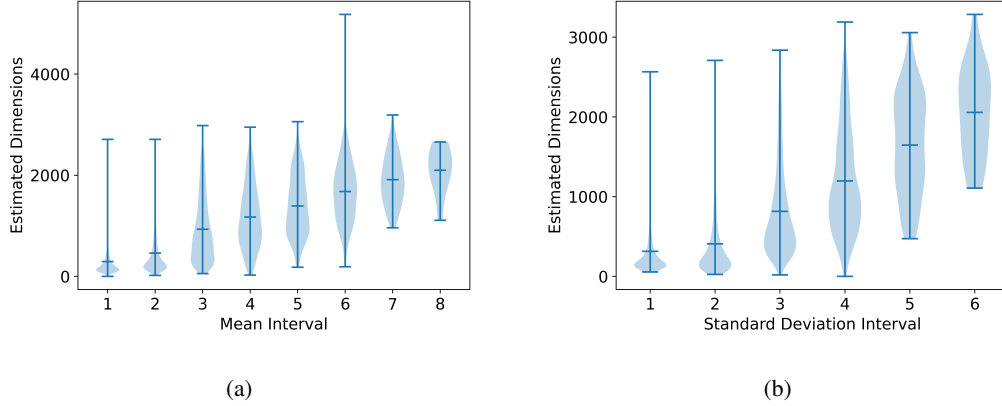 Estimated Dimensions
4000
2000
0
1 2 3 4 5 6 7 8
Mean Interval
(a)
Estimated Dimensions
3000
2000
1000
0
1 2 3 4 5 6
Standard Deviation Interval
(b)